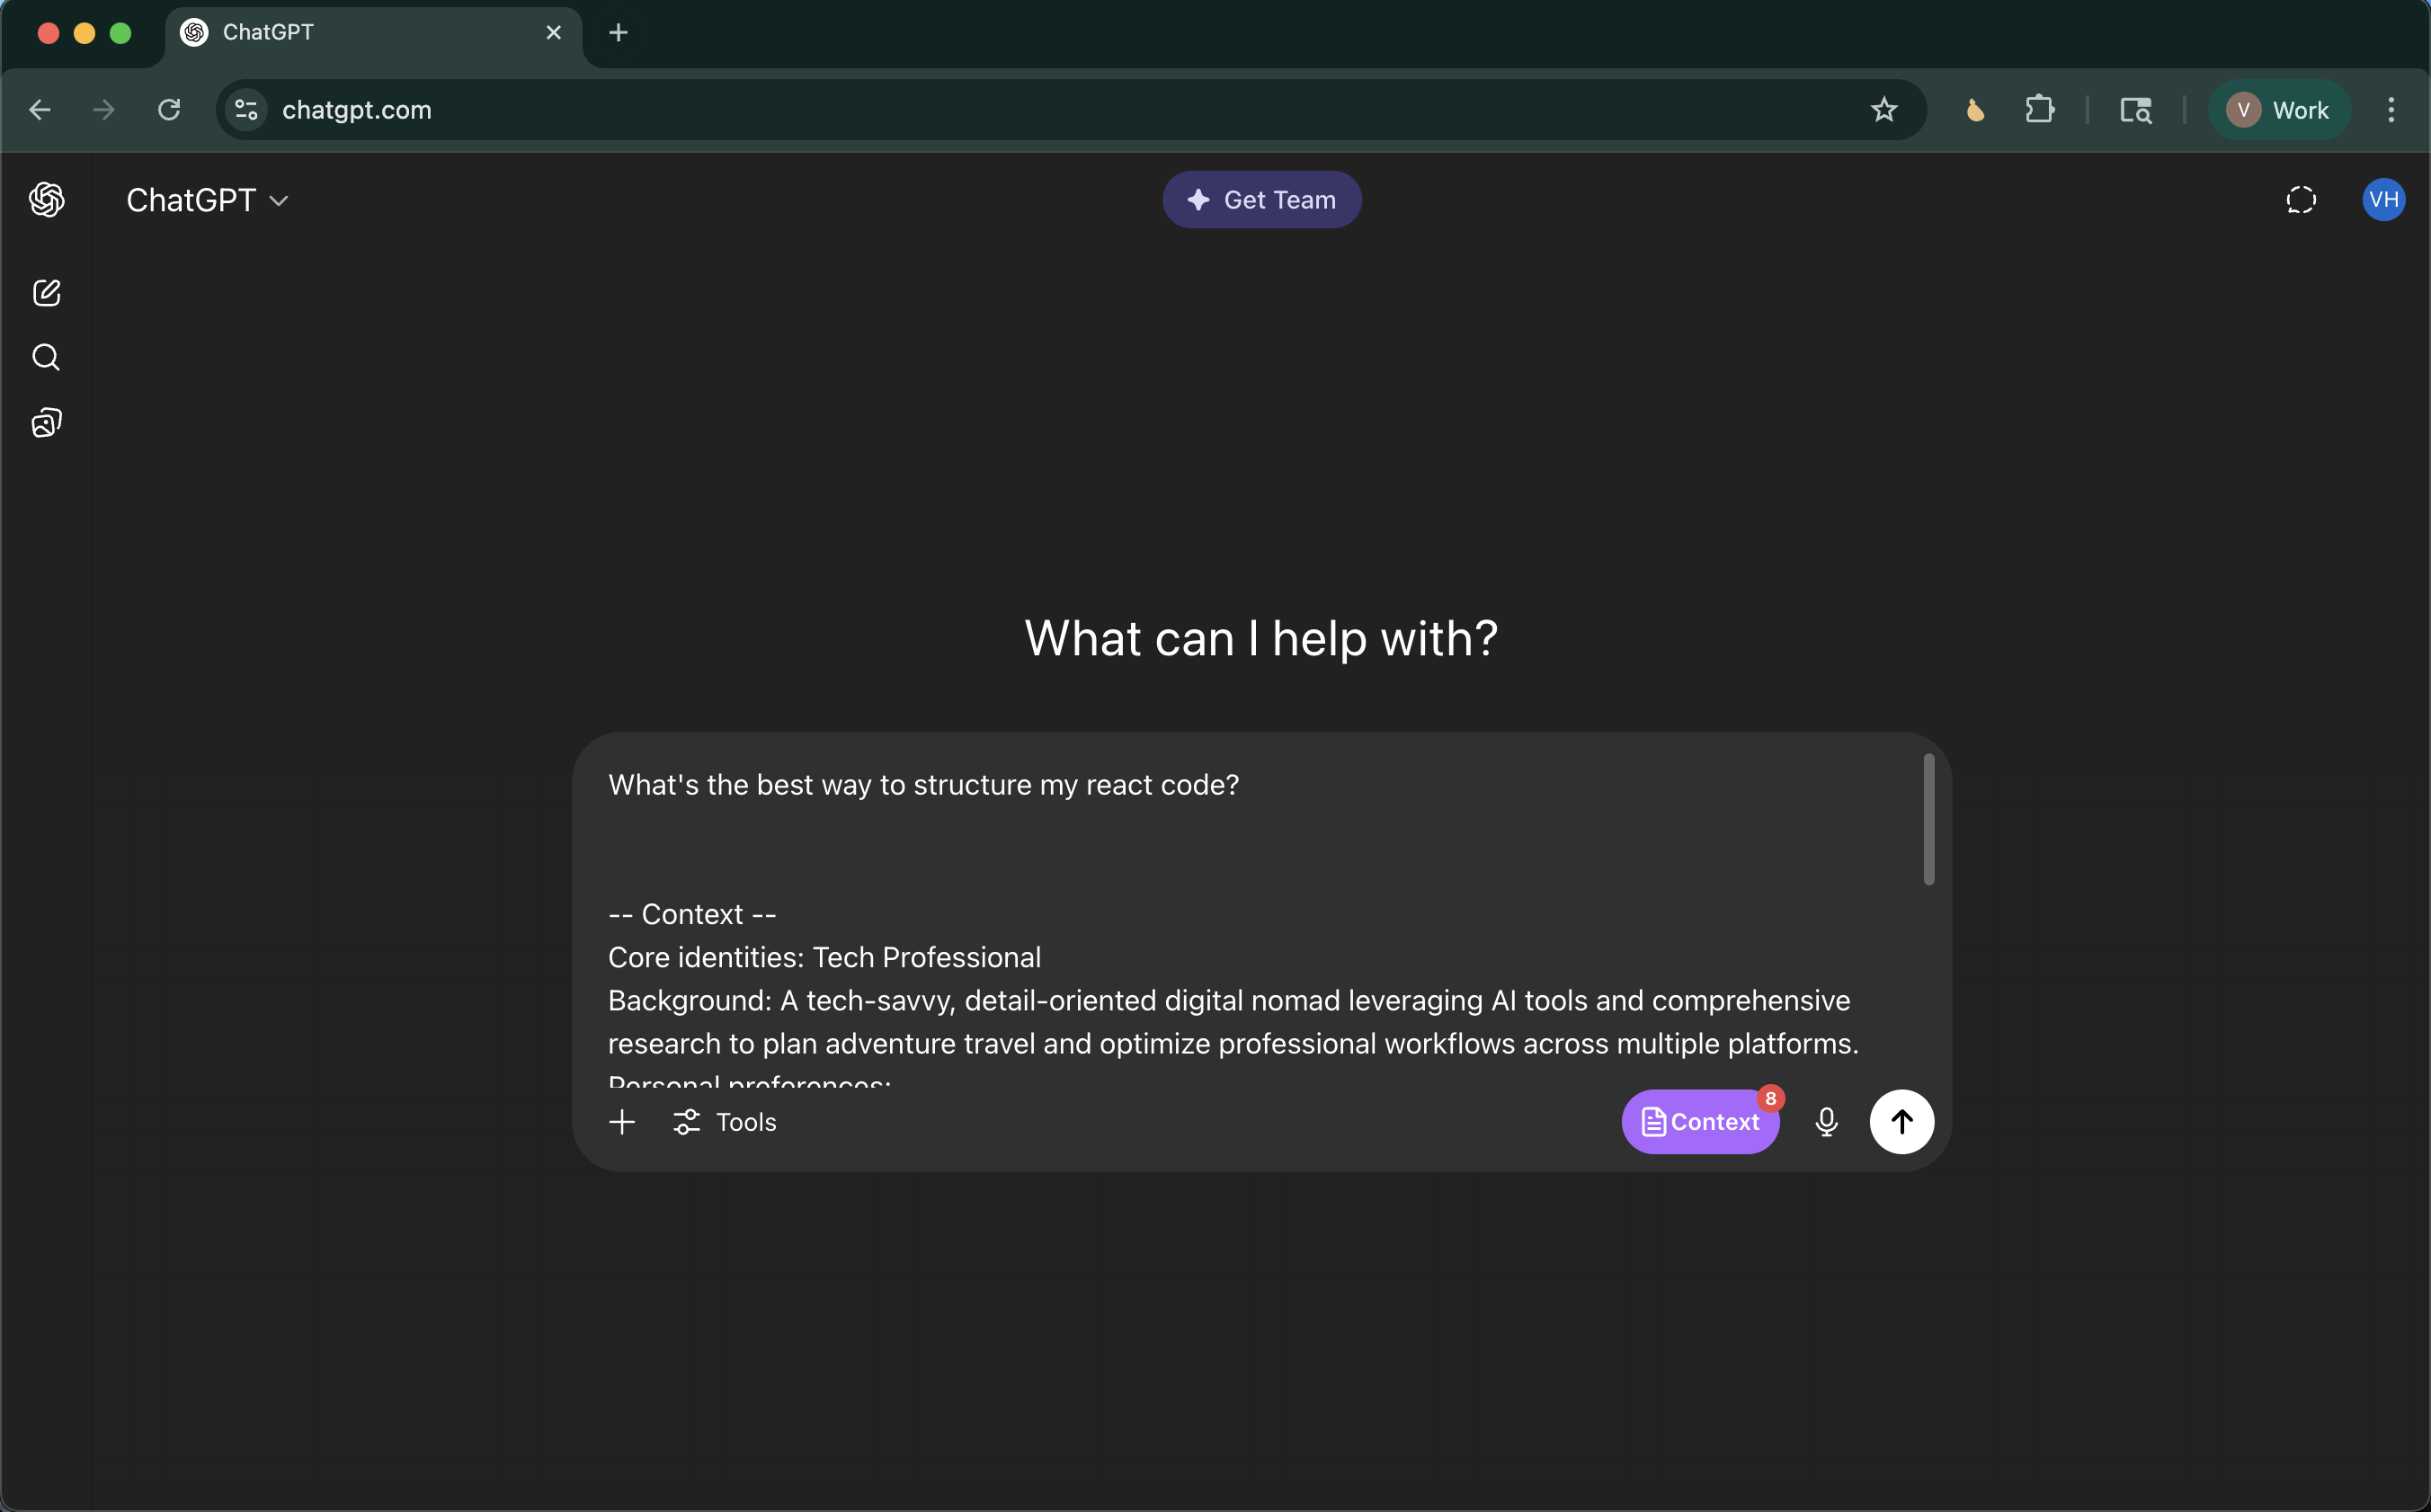 ChatGPT
chatgpt.com
V Work
ChatGPT
Get Team
VH
What can I help with?
What's the best way to structure my react code?
-- Context --
Core identities: Tech Professional
Background: A tech-savvy, detail-oriented digital nomad leveraging AI tools and comprehensive
research to plan adventure travel and optimize professional workflows across multiple platforms.
Personal preferences:
Tools
Context 8